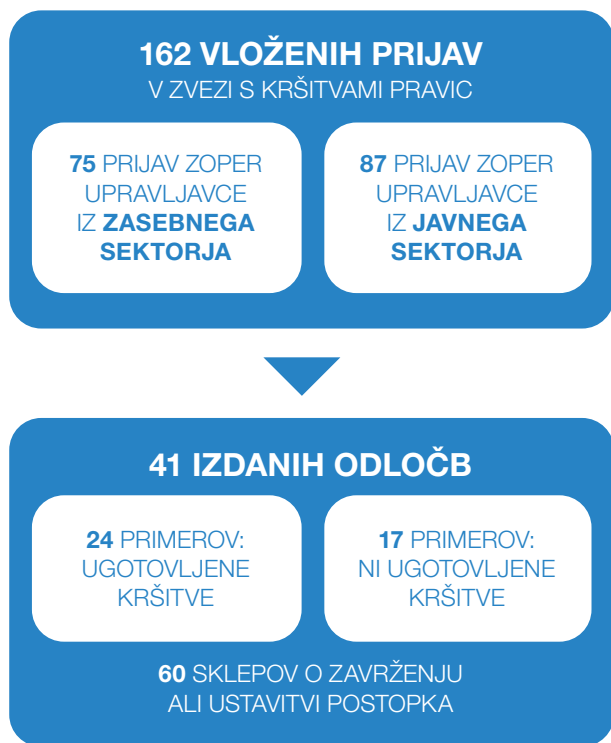 162 VLOŽENIH PRIJAV
V ZVEZI S KRŠITVAMI PRAVIC
75 PRIJAV ZOPER
UPRAVLJAVCE
IZ ZASEBNEGA
SEKTORJA
87 PRIJAV ZOPER
UPRAVLJAVCE
IZ JAVNEGA
SEKTORJA
41 IZDANIH ODLOČB
24 PRIMEROV:
UGOTOVLJENE
KRŠITVE
17 PRIMEROV:
NI UGOTOVLJENE
KRŠITVE
60 SKLEPOV O ZAVRŽENJU
ALI USTAVITVI POSTOPKA